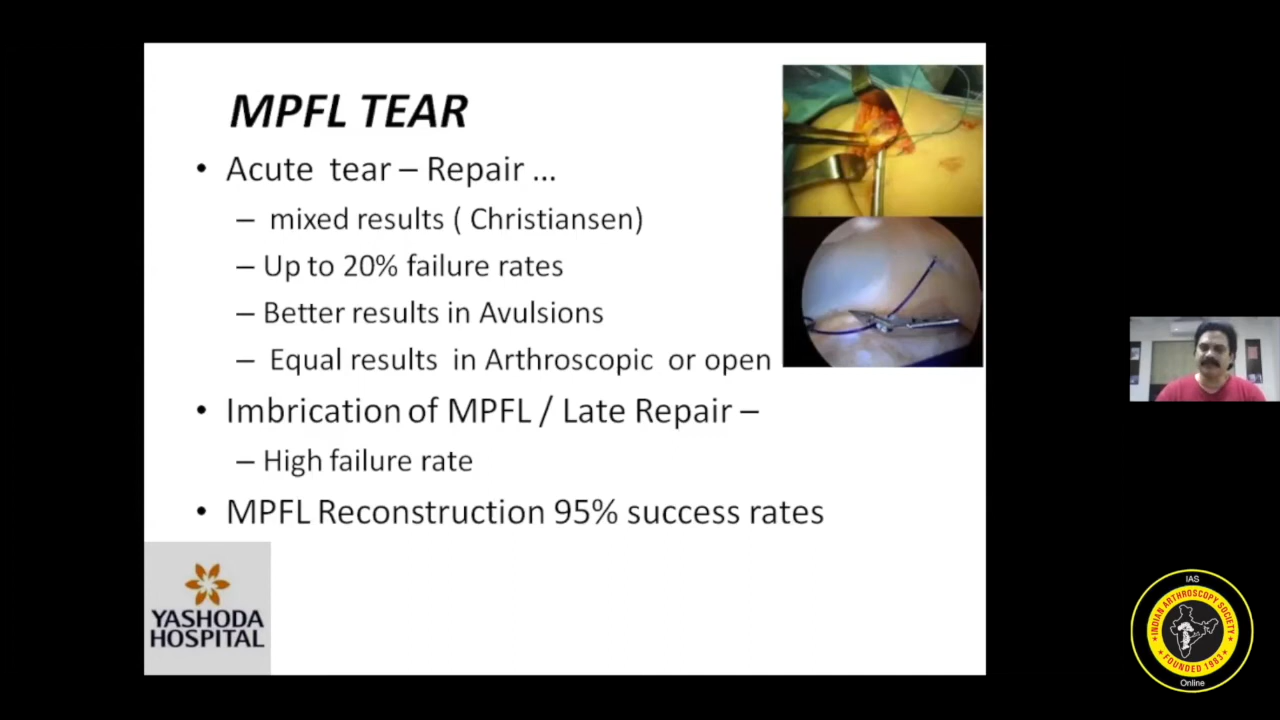 MPFL TEAR
• Acute tear – Repair ...
– mixed results ( Christiansen)
– Up to 20% failure rates
– Better results in Avulsions
– Equal results in Arthroscopic or open
• Imbrication of MPFL / Late Repair –
– High failure rate
• MPFL Reconstruction 95% success rates
YASHODA
HOSPITAL
IAS
INDIAN ARTHROSCOPY SOCIETY
FOUNDED 1983
Online